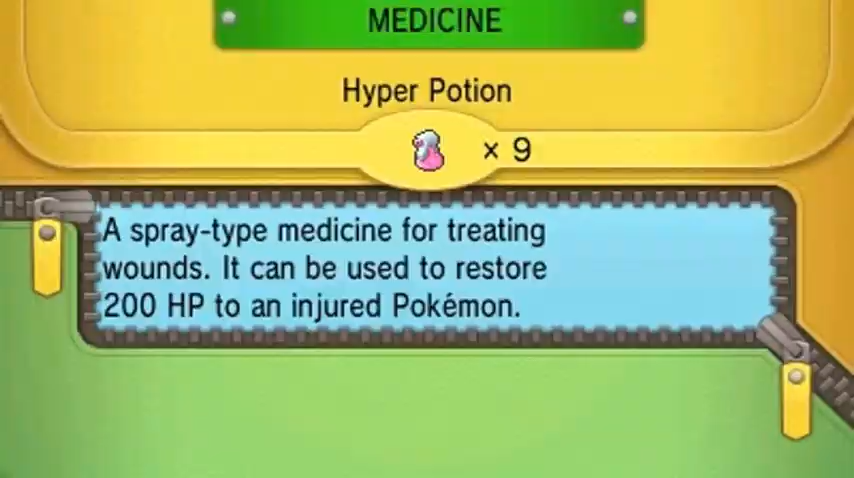 MEDICINE
Hyper Potion
× 9
A spray-type medicine for treating
wounds. It can be used to restore
200 HP to an injured Pokémon.